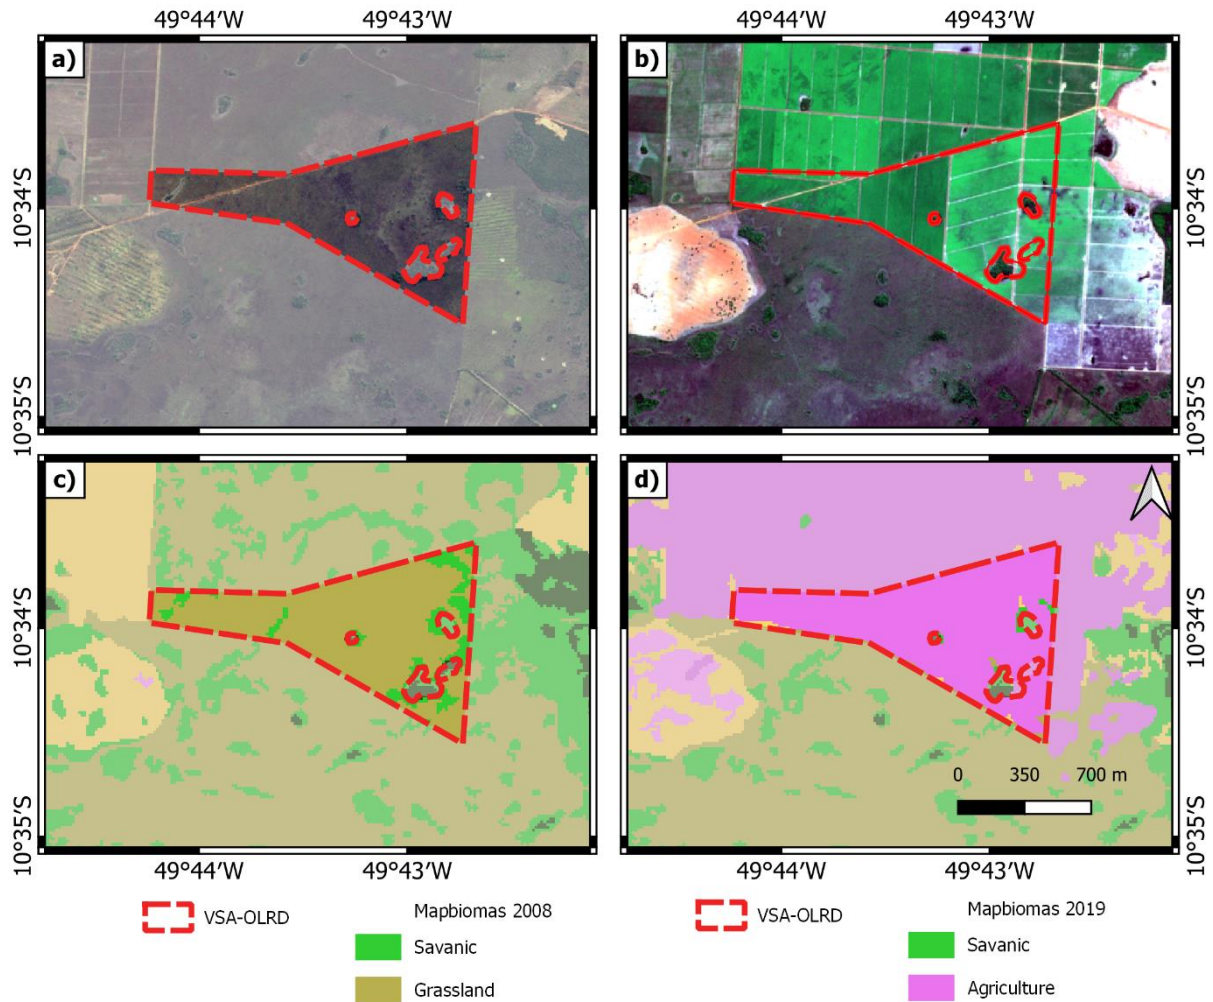 49°44′W 49°43′W 49°44′W 49°43′W
a) b)
10°34′S 10°34′S
10°35′S 10°35′S
c) d)
10°34′S 10°34′S
0 350 700 m
10°35′S 10°35′S
49°44′W 49°43′W 49°44′W 49°43′W
VSA-OLRD Mapbiomas 2008 VSA-OLRD Mapbiomas 2019
Savanic Savanic
Grassland Agriculture